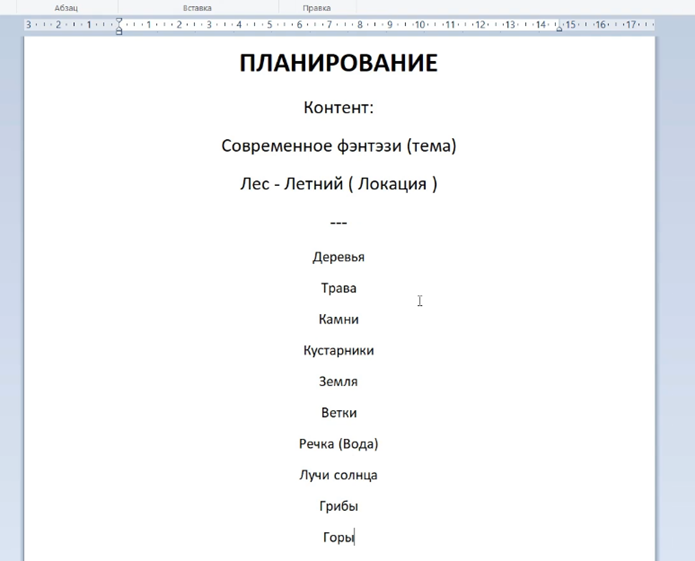 Абзац Вставка Правка
3 2 1 1 2 3 4 5 6 7 8 9 10 11 12 13 14 15 16 17
ПЛАНИРОВАНИЕ
Контент:
Современное фэнтэзи (тема)
Лес - Летний ( Локация )
---
Деревья
Трава
Камни
Кустарники
Земля
Ветки
Речка (Вода)
Лучи солнца
Грибы
Горы